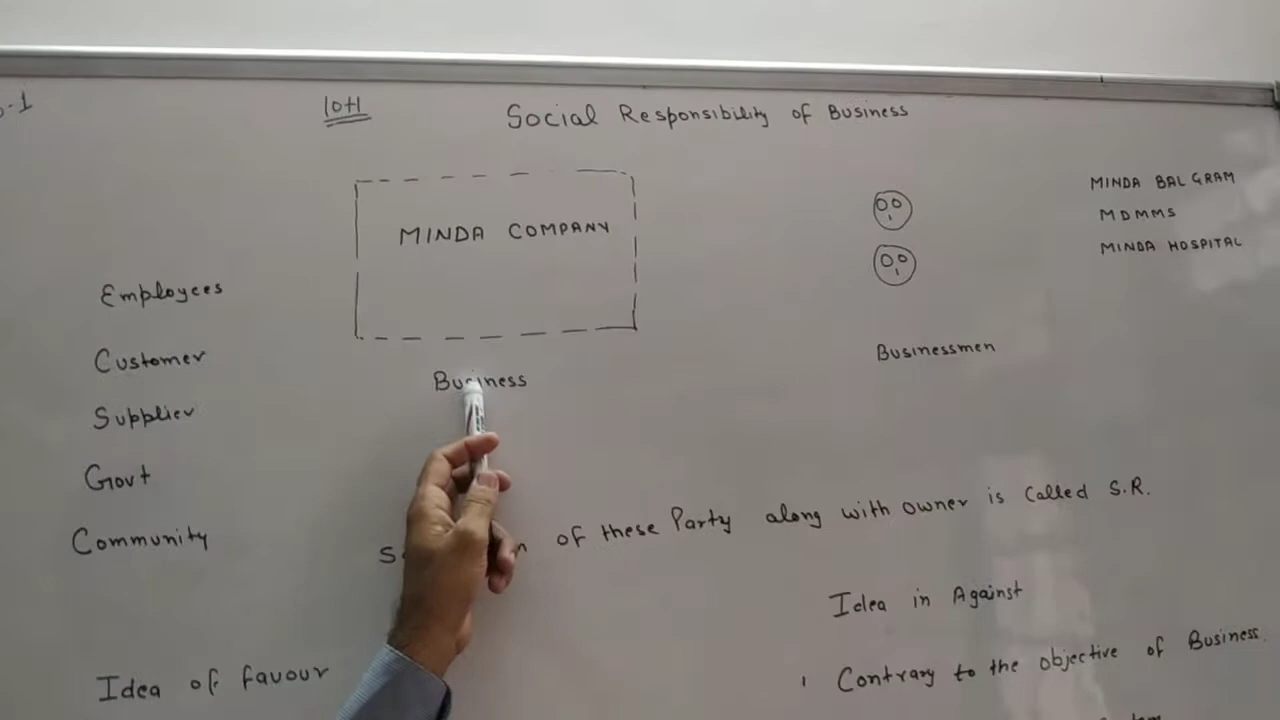 10+1
Social Responsibility of Business
MINDA COMPANY
MINDA BAL GRAM
MDMMS
MINDA HOSPITAL
Employees
Customer
Supplier
Govt
Community
Business
Businessmen
of these Party along with owner is called S.R.
Idea of favour
Idea in Against
1 Contrary to the objective of Business.